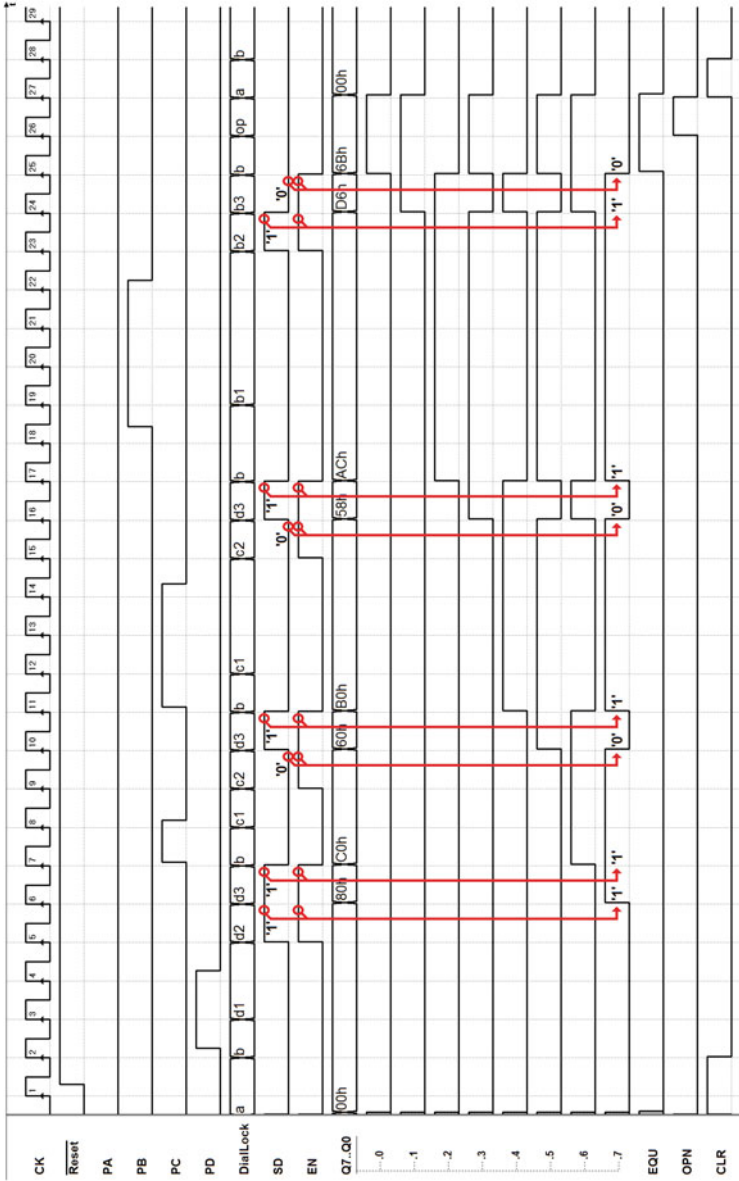 CK 1 2 3 4 5 6 7 8 9 10 11 12 13 14 15 16 17 18 19 20 21 22 23 24 25 26 27 28 29
Reset
PA
PB
PC
PD
DialLock a b d1 d2 d3 b c1 c2 d3 b c1 c2 d3 b b1 b2 b3 b op a b
SD '1' '1' '0' '1' '0' '1' '1' '0'
EN
Q7..Q0 00h 80h C0h 60h B0h 58h ACh D6h 6Bh 00h
..0
..1
..2
..3
..4
..5
..6
..7 '1' '1' '0' '1' '0' '1' '1' '0'
EQU
OPN
CLR